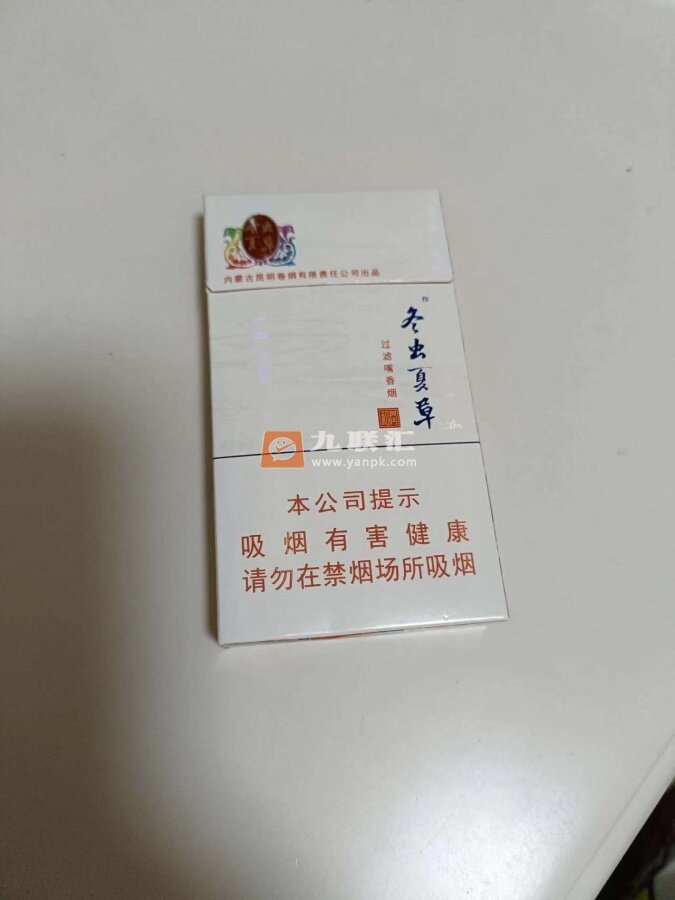 内蒙古昆明卷烟有限责任公司出品
冬虫夏草
过滤嘴香烟
九联汇
www.yanpk.com
本公司提示
吸烟有害健康
请勿在禁烟场所吸烟